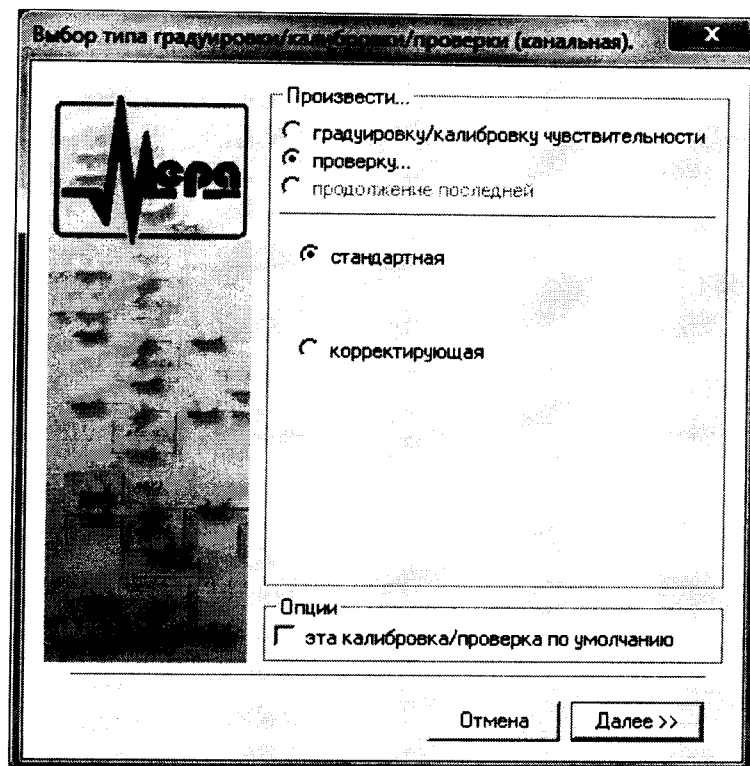 Выбор типа градуировки/калибровки/проверки (канальная).
Мера
Произвести...
градуировку/калибровку чувствительности
проверку...
продолжение последней
стандартная
корректирующая
Опции
эта калибровка/проверка по умолчанию
Отмена
Далее >>